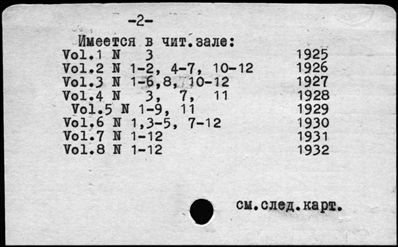 -2-
Имеется в чит.зале:
Vol.1 N 3 1925
Vol.2 N 1-2, 4-7, 10-12 1926
Vol.3 N 1-6,8, 10-12 1927
Vol.4 N 3, 7, 11 1928
Vol.5 N 1-9, 11 1929
Vol.6 N 1,3-5, 7-12 1930
Vol.7 N 1-12 1931
Vol.8 N 1-12 1932
см.след.карт.